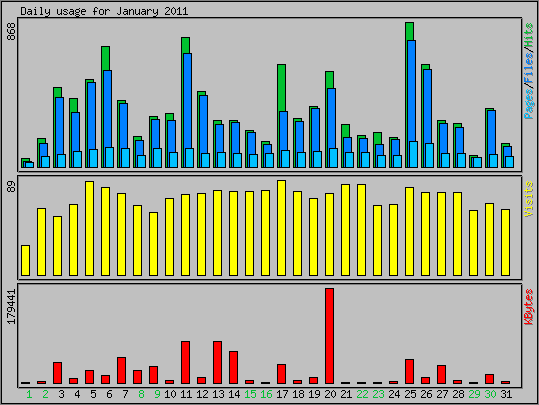 Daily usage for January 2011
868
Pages/Files/Hits
89
Visits
179441
KBytes
1 2 3 4 5 6 7 8 9 10 11 12 13 14 15 16 17 18 19 20 21 22 23 24 25 26 27 28 29 30 31